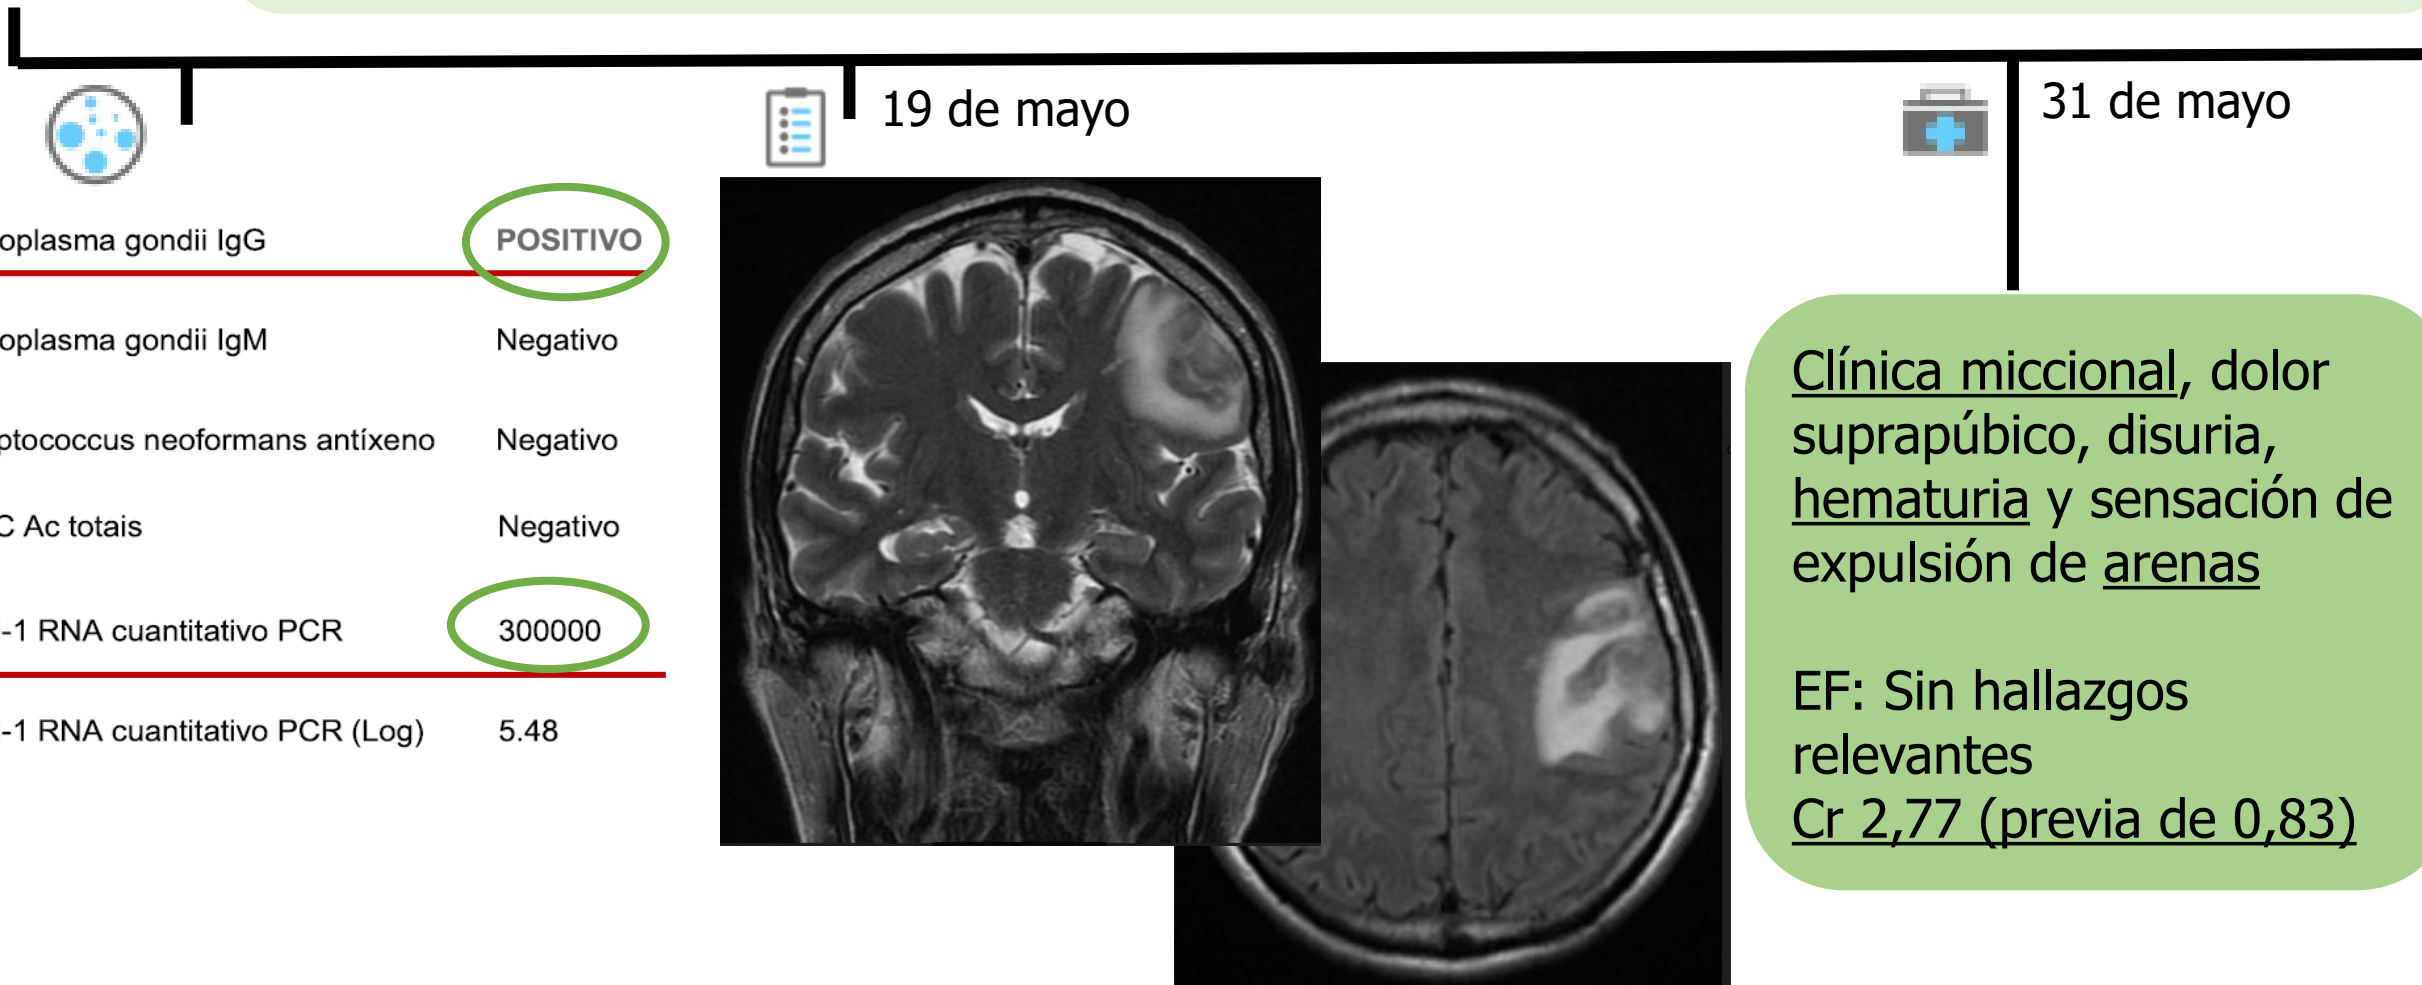 19 de mayo
31 de mayo
oplasma gondii IgG POSITIVO
oplasma gondii IgM Negativo
ptococcus neoformans antíxeno Negativo
C Ac totais Negativo
-1 RNA cuantitativo PCR 300000
-1 RNA cuantitativo PCR (Log) 5.48
Clínica miccional, dolor
suprapúbico, disuria,
hematuria y sensación de
expulsión de arenas
EF: Sin hallazgos
relevantes
Cr 2,77 (previa de 0,83)